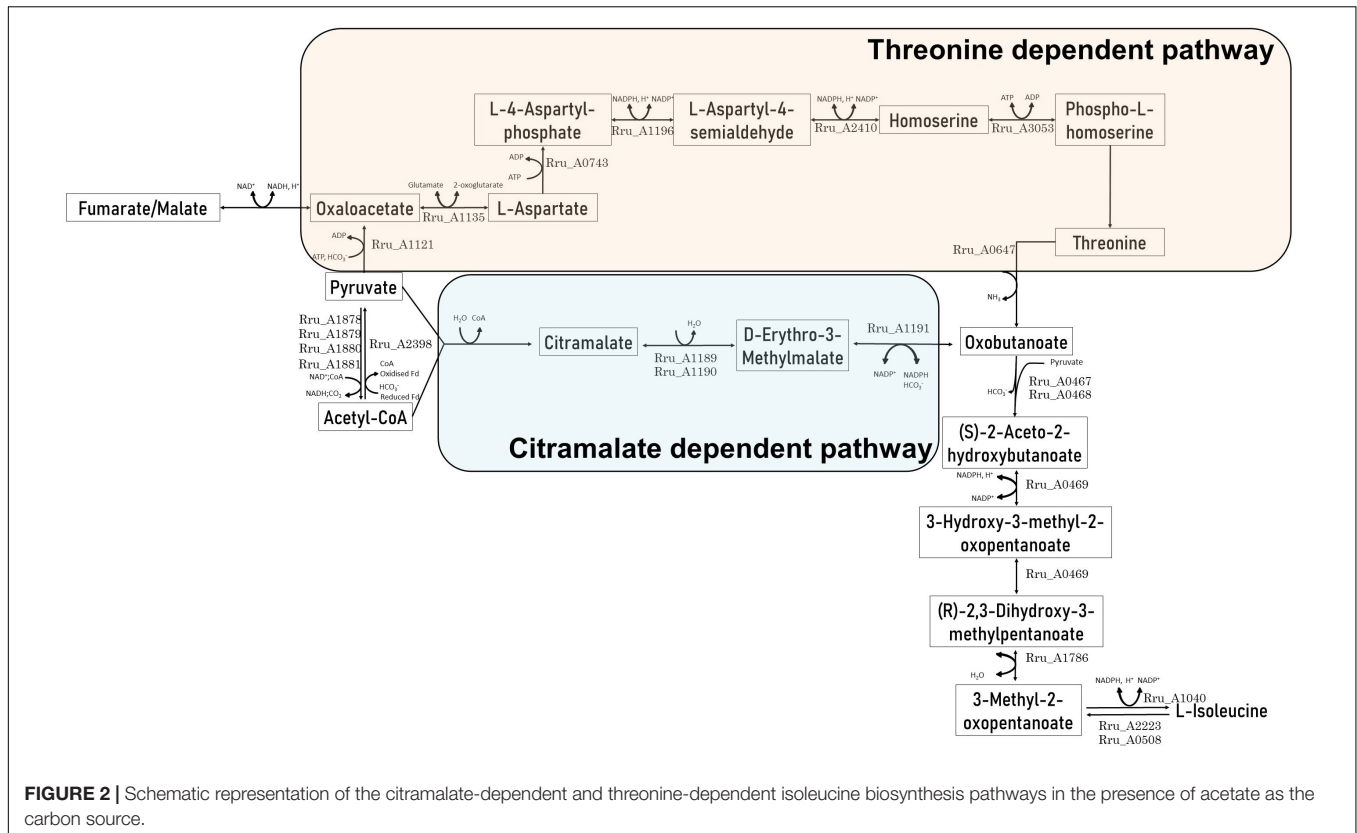 Threonine dependent pathway
L-4-Aspartyl-
phosphate
NADPH, H⁺ NADP⁺
Rru_A1196
L-Aspartyl-4-
semialdehyde
NADPH, H⁺ NADP⁺
Rru_A2410
Homoserine
ATP ADP
Rru_A3053
Phospho-L-
homoserine
ADP
ATP
Rru_A0743
Fumarate/Malate
NAD⁺ NADH, H⁺
Oxaloacetate
Glutamate 2-oxoglutarate
Rru_A1135
L-Aspartate
ADP
ATP, HCO₃⁻
Rru_A1121
Threonine
Rru_A0647
NH₃
Pyruvate
Rru_A1878
Rru_A1879
Rru_A1880
Rru_A1881
NAD⁺;CoA
NADH;CO₂
Rru_A2398
CoA
Oxidised Fd
HCO₃⁻
Reduced Fd
Acetyl-CoA
H₂O CoA
Citramalate
H₂O
Rru_A1189
Rru_A1190
D-Erythro-3-
Methylmalate
Rru_A1191
NADP⁺ NADPH
HCO₃⁻
Citramalate dependent pathway
Oxobutanoate
Pyruvate
HCO₃⁻
Rru_A0467
Rru_A0468
(S)-2-Aceto-2-
hydroxybutanoate
NADPH, H⁺
NADP⁺
Rru_A0469
3-Hydroxy-3-methyl-2-
oxopentanoate
Rru_A0469
(R)-2,3-Dihydroxy-3-
methylpentanoate
Rru_A1786
H₂O
3-Methyl-2-
oxopentanoate
NADPH, H⁺ NADP⁺
Rru_A1040
L-Isoleucine
Rru_A2223
Rru_A0508
FIGURE 2 | Schematic representation of the citramalate-dependent and threonine-dependent isoleucine biosynthesis pathways in the presence of acetate as the
carbon source.